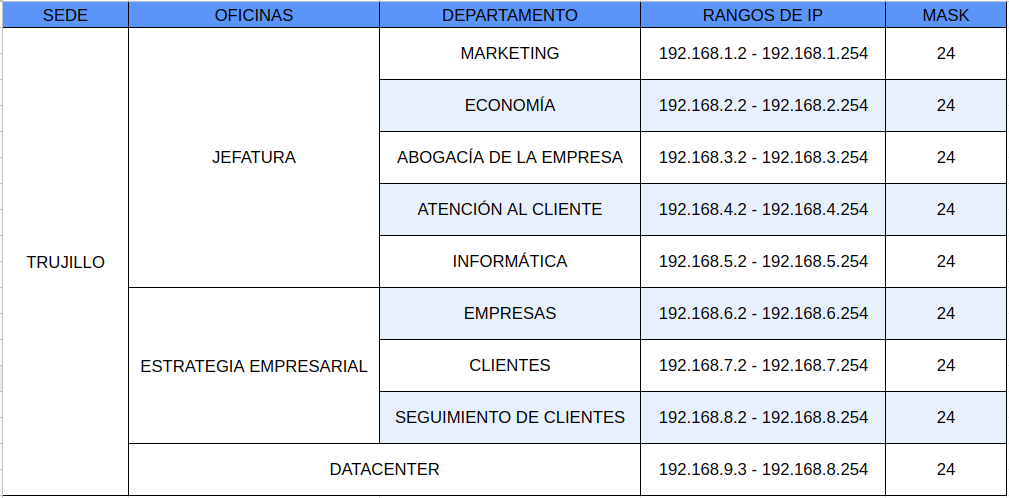 SEDE OFICINAS DEPARTAMENTO RANGOS DE IP MASK
MARKETING 192.168.1.2 - 192.168.1.254 24
ECONOMÍA 192.168.2.2 - 192.168.2.254 24
JEFATURA ABOGACÍA DE LA EMPRESA 192.168.3.2 - 192.168.3.254 24
ATENCIÓN AL CLIENTE 192.168.4.2 - 192.168.4.254 24
TRUJILLO INFORMÁTICA 192.168.5.2 - 192.168.5.254 24
EMPRESAS 192.168.6.2 - 192.168.6.254 24
ESTRATEGIA EMPRESARIAL CLIENTES 192.168.7.2 - 192.168.7.254 24
SEGUIMIENTO DE CLIENTES 192.168.8.2 - 192.168.8.254 24
DATACENTER 192.168.9.3 - 192.168.8.254 24